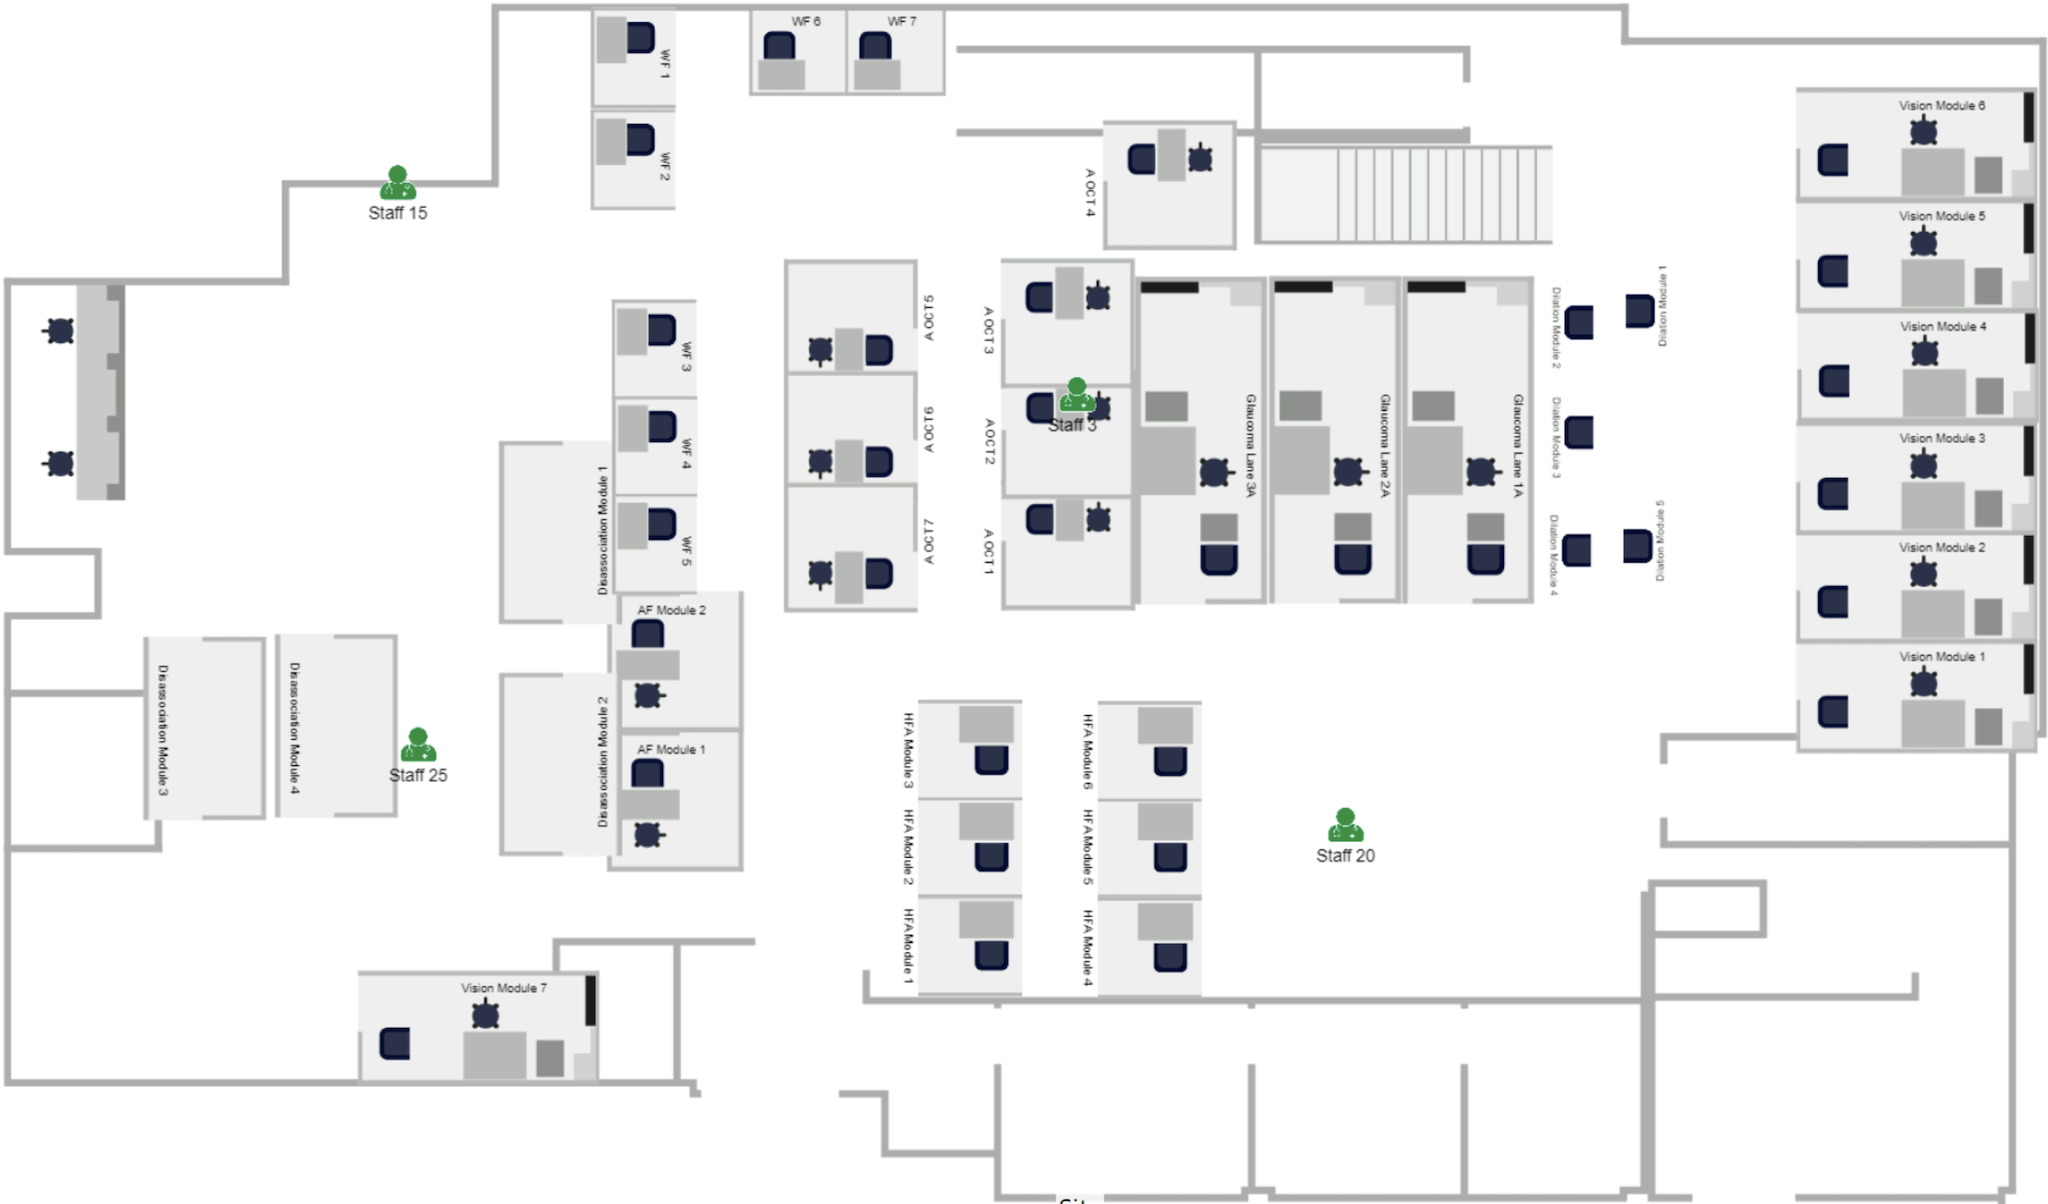 WF 6
WF 7
WF 1
WF 2
Staff 15
A OCT 4
Vision Module 6
Vision Module 5
Vision Module 4
Vision Module 3
Vision Module 2
Vision Module 1
Dilation Module 1
Dilation Module 2
Dilation Module 3
Dilation Module 4
Dilation Module 5
A OCT5
A OCT6
A OCT7
A OCT3
A OCT2
A OCT1
Staff 3
Glaucoma Lane 3A
Glaucoma Lane 2A
Glaucoma Lane 1A
WF 3
WF 4
WF 5
Disassociation Module 1
Disassociation Module 2
AF Module 2
AF Module 1
Disassociation Module 3
Disassociation Module 4
Staff 25
HFA Module 3
HFA Module 2
HFA Module 1
HFA Module 6
HFA Module 5
HFA Module 4
Staff 20
Vision Module 7